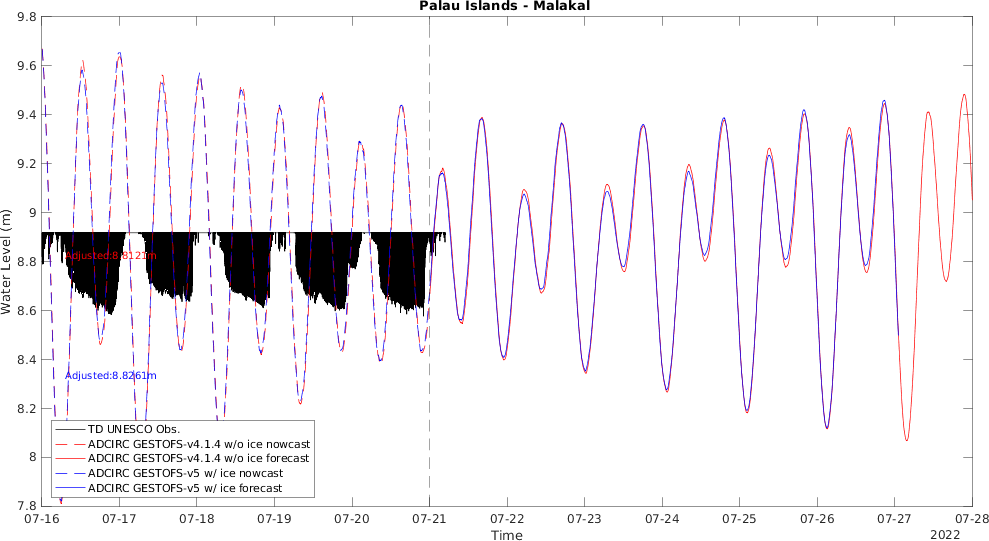 Palau Islands - Malakal
9.8
9.6
9.4
9.2
9
8.8
8.6
8.4
8.2
8
7.8
Water Level (m)
Adjusted:8.8121m
Adjusted:8.8261m
TD UNESCO Obs.
ADCIRC GESTOFS-v4.1.4 w/o ice nowcast
ADCIRC GESTOFS-v4.1.4 w/o ice forecast
ADCIRC GESTOFS-v5 w/ ice nowcast
ADCIRC GESTOFS-v5 w/ ice forecast
07-16 07-17 07-18 07-19 07-20 07-21 07-22 07-23 07-24 07-25 07-26 07-27 07-28
Time
2022